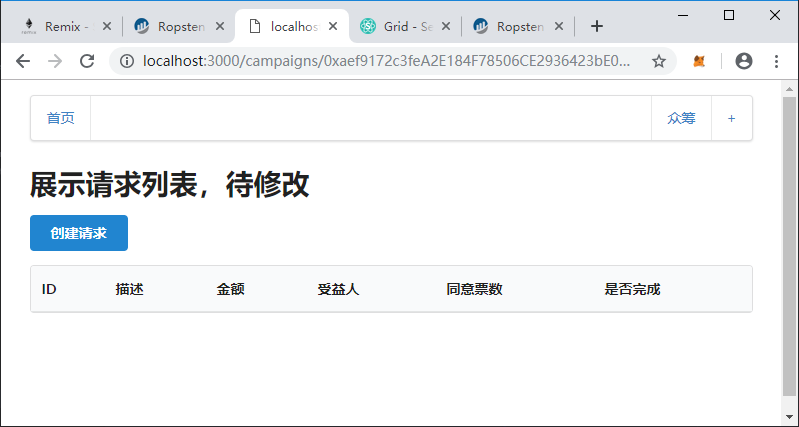 Remix -
Ropsten
localhos
Grid - Se
Ropsten
localhost:3000/campaigns/0xaef9172c3feA2E184F78506CE2936423bE0...
首页
众筹
+
展示请求列表，待修改
创建请求
ID 描述 金额 受益人 同意票数 是否完成